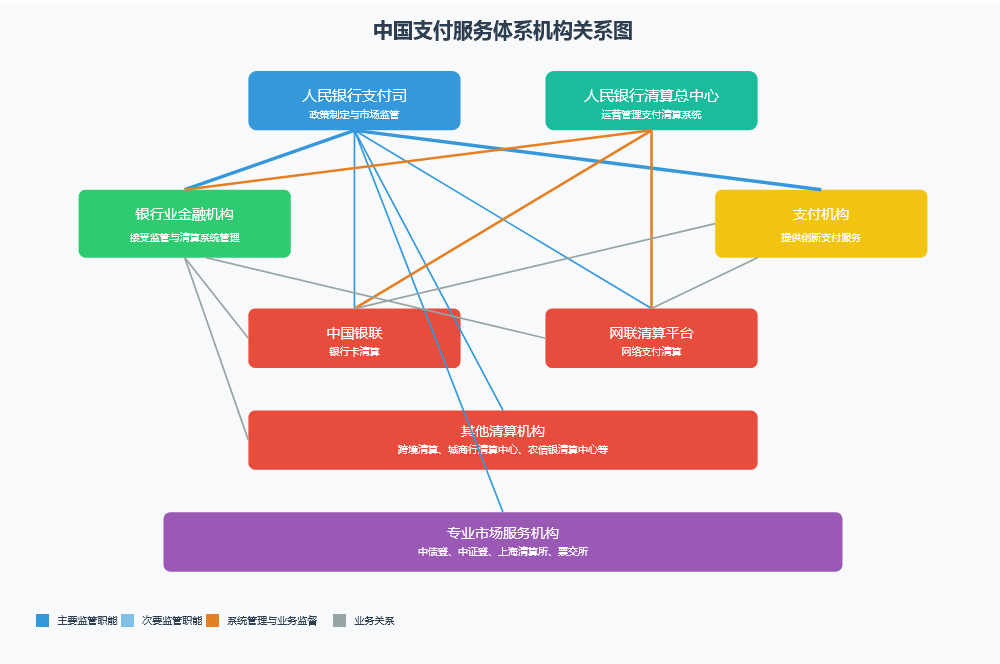 中国支付服务体系机构关系图
人民银行支付司
政策制定与市场监管
人民银行清算总中心
运营管理支付清算系统
银行业金融机构
接受监管与清算系统管理
支付机构
提供创新支付服务
中国银联
银行卡清算
网联清算平台
网络支付清算
其他清算机构
跨境清算、城商行清算中心、农信银清算中心等
专业市场服务机构
中债登、中证登、上海清算所、票交所
主要监管职能
次要监管职能
系统管理与业务监督
业务关系